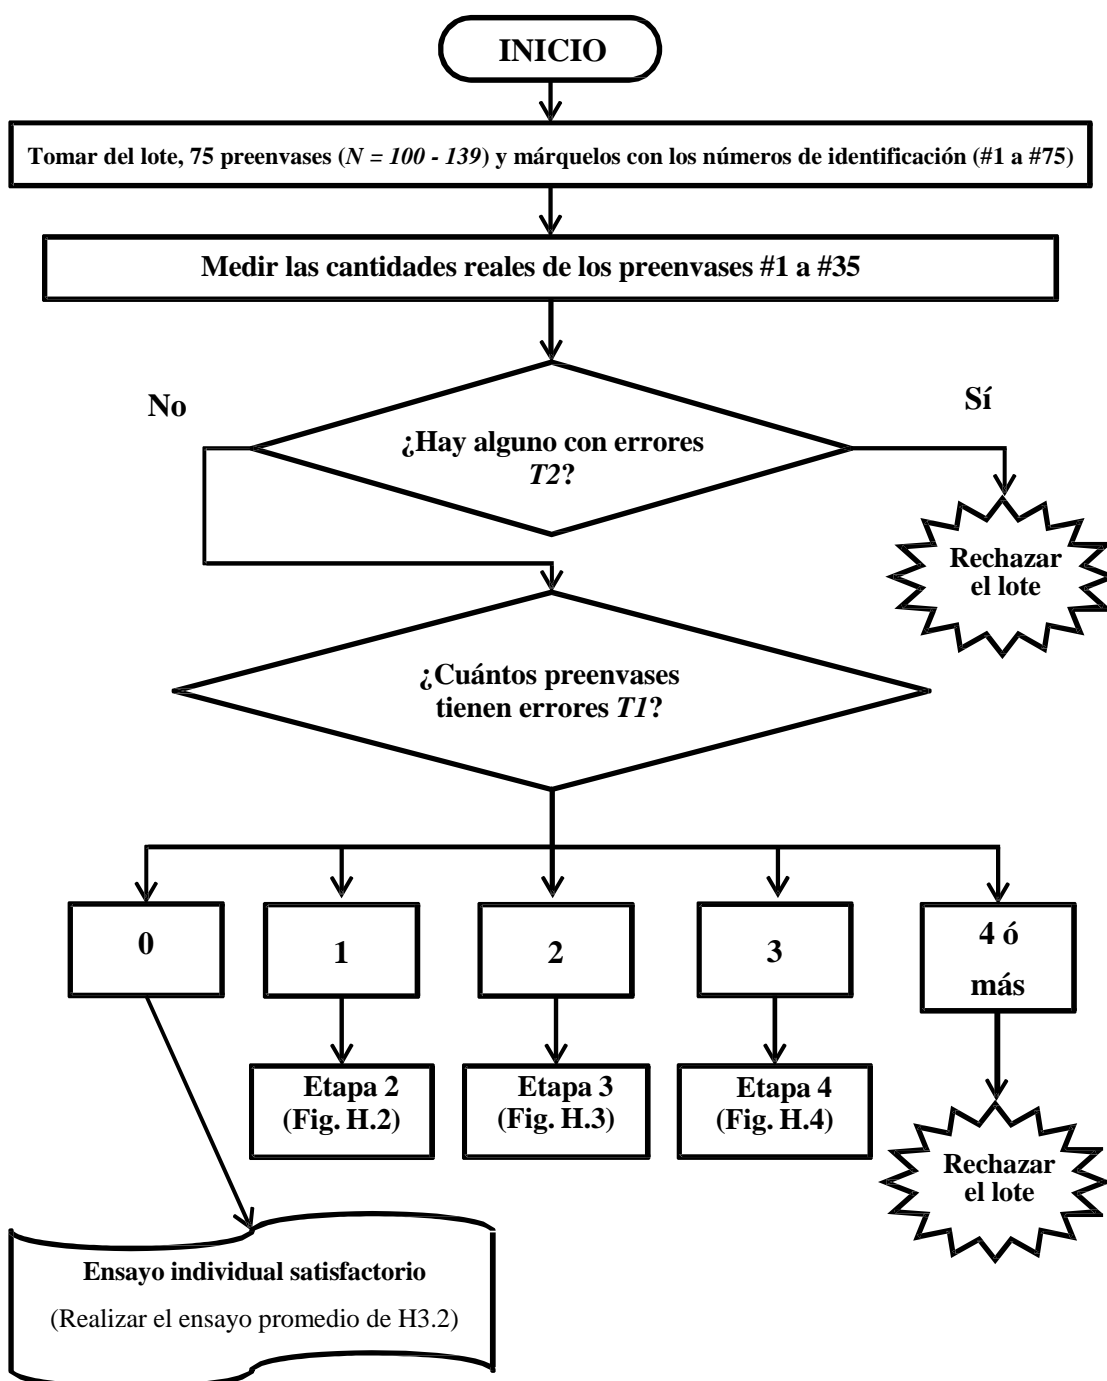 INICIO
Tomar del lote, 75 preenvases (N = 100 - 139) y márquelos con los números de identificación (#1 a #75)
Medir las cantidades reales de los preenvases #1 a #35
No
Sí
¿Hay alguno con errores
T2?
Rechazar
el lote
¿Cuántos preenvases
tienen errores T1?
0
1
2
3
4 ó
más
Etapa 2
(Fig. H.2)
Etapa 3
(Fig. H.3)
Etapa 4
(Fig. H.4)
Rechazar
el lote
Ensayo individual satisfactorio
(Realizar el ensayo promedio de H3.2)